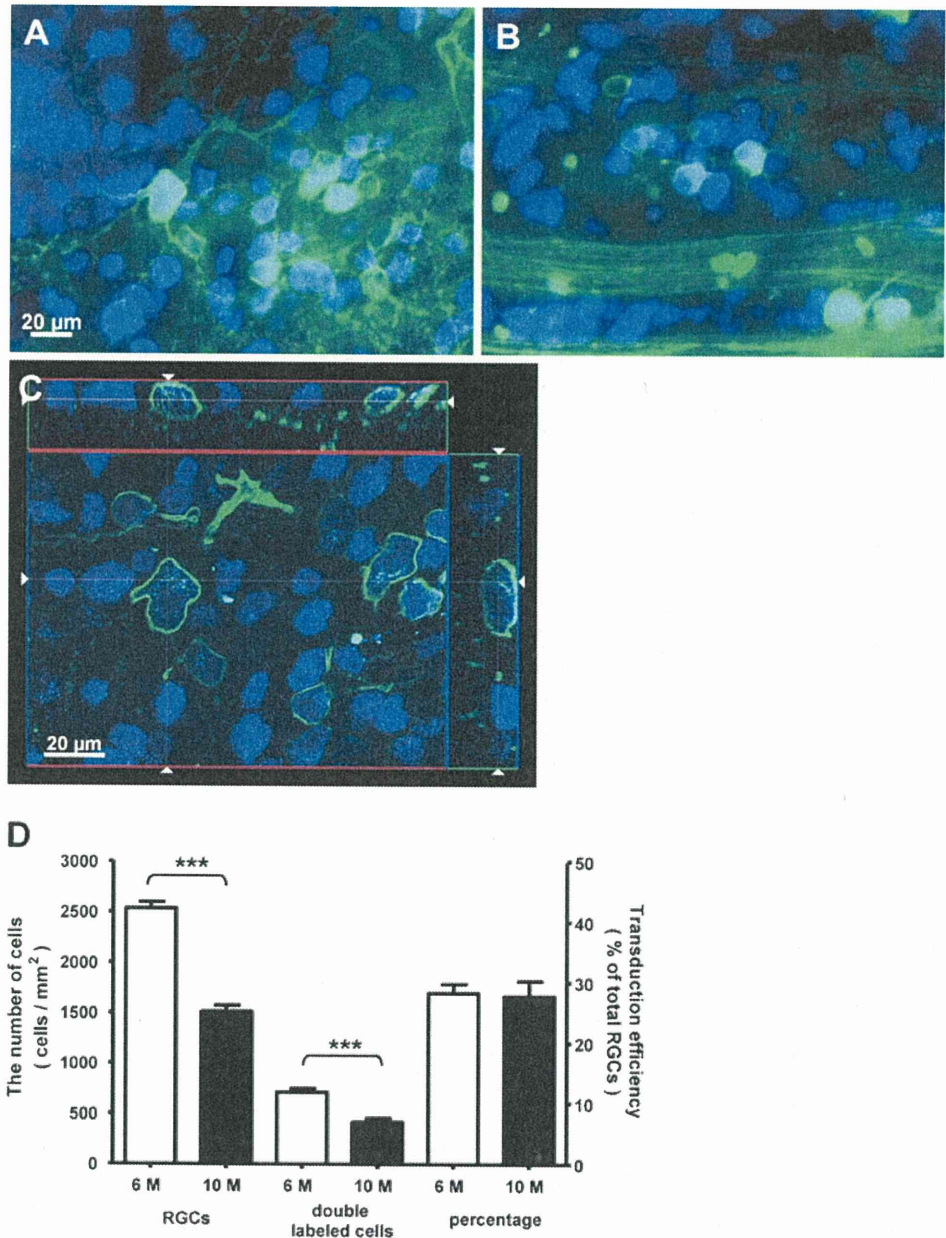 A
B
20 µm
C
20 µm
D
3000
2500
2000
1500
1000
500
0
The number of cells
( cells / mm²)
***
***
50
40
30
20
10
0
Transduction efficiency
( % of total RGCs )
6 M
10 M
6 M
10 M
6 M
10 M
RGCs
double
labeled cells
percentage